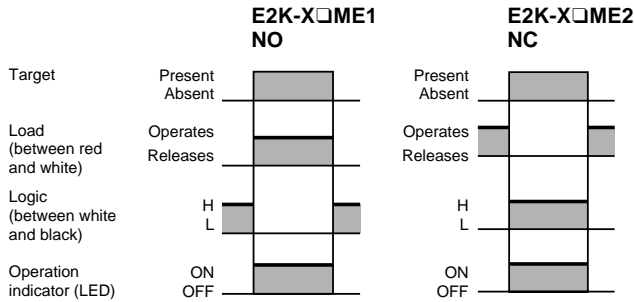 E2K-X❑ME1
NO
E2K-X❑ME2
NC
Target
Present
Absent
Present
Absent
Load
(between red
and white)
Operates
Releases
Operates
Releases
Logic
(between white
and black)
H
L
H
L
Operation
indicator (LED)
ON
OFF
ON
OFF